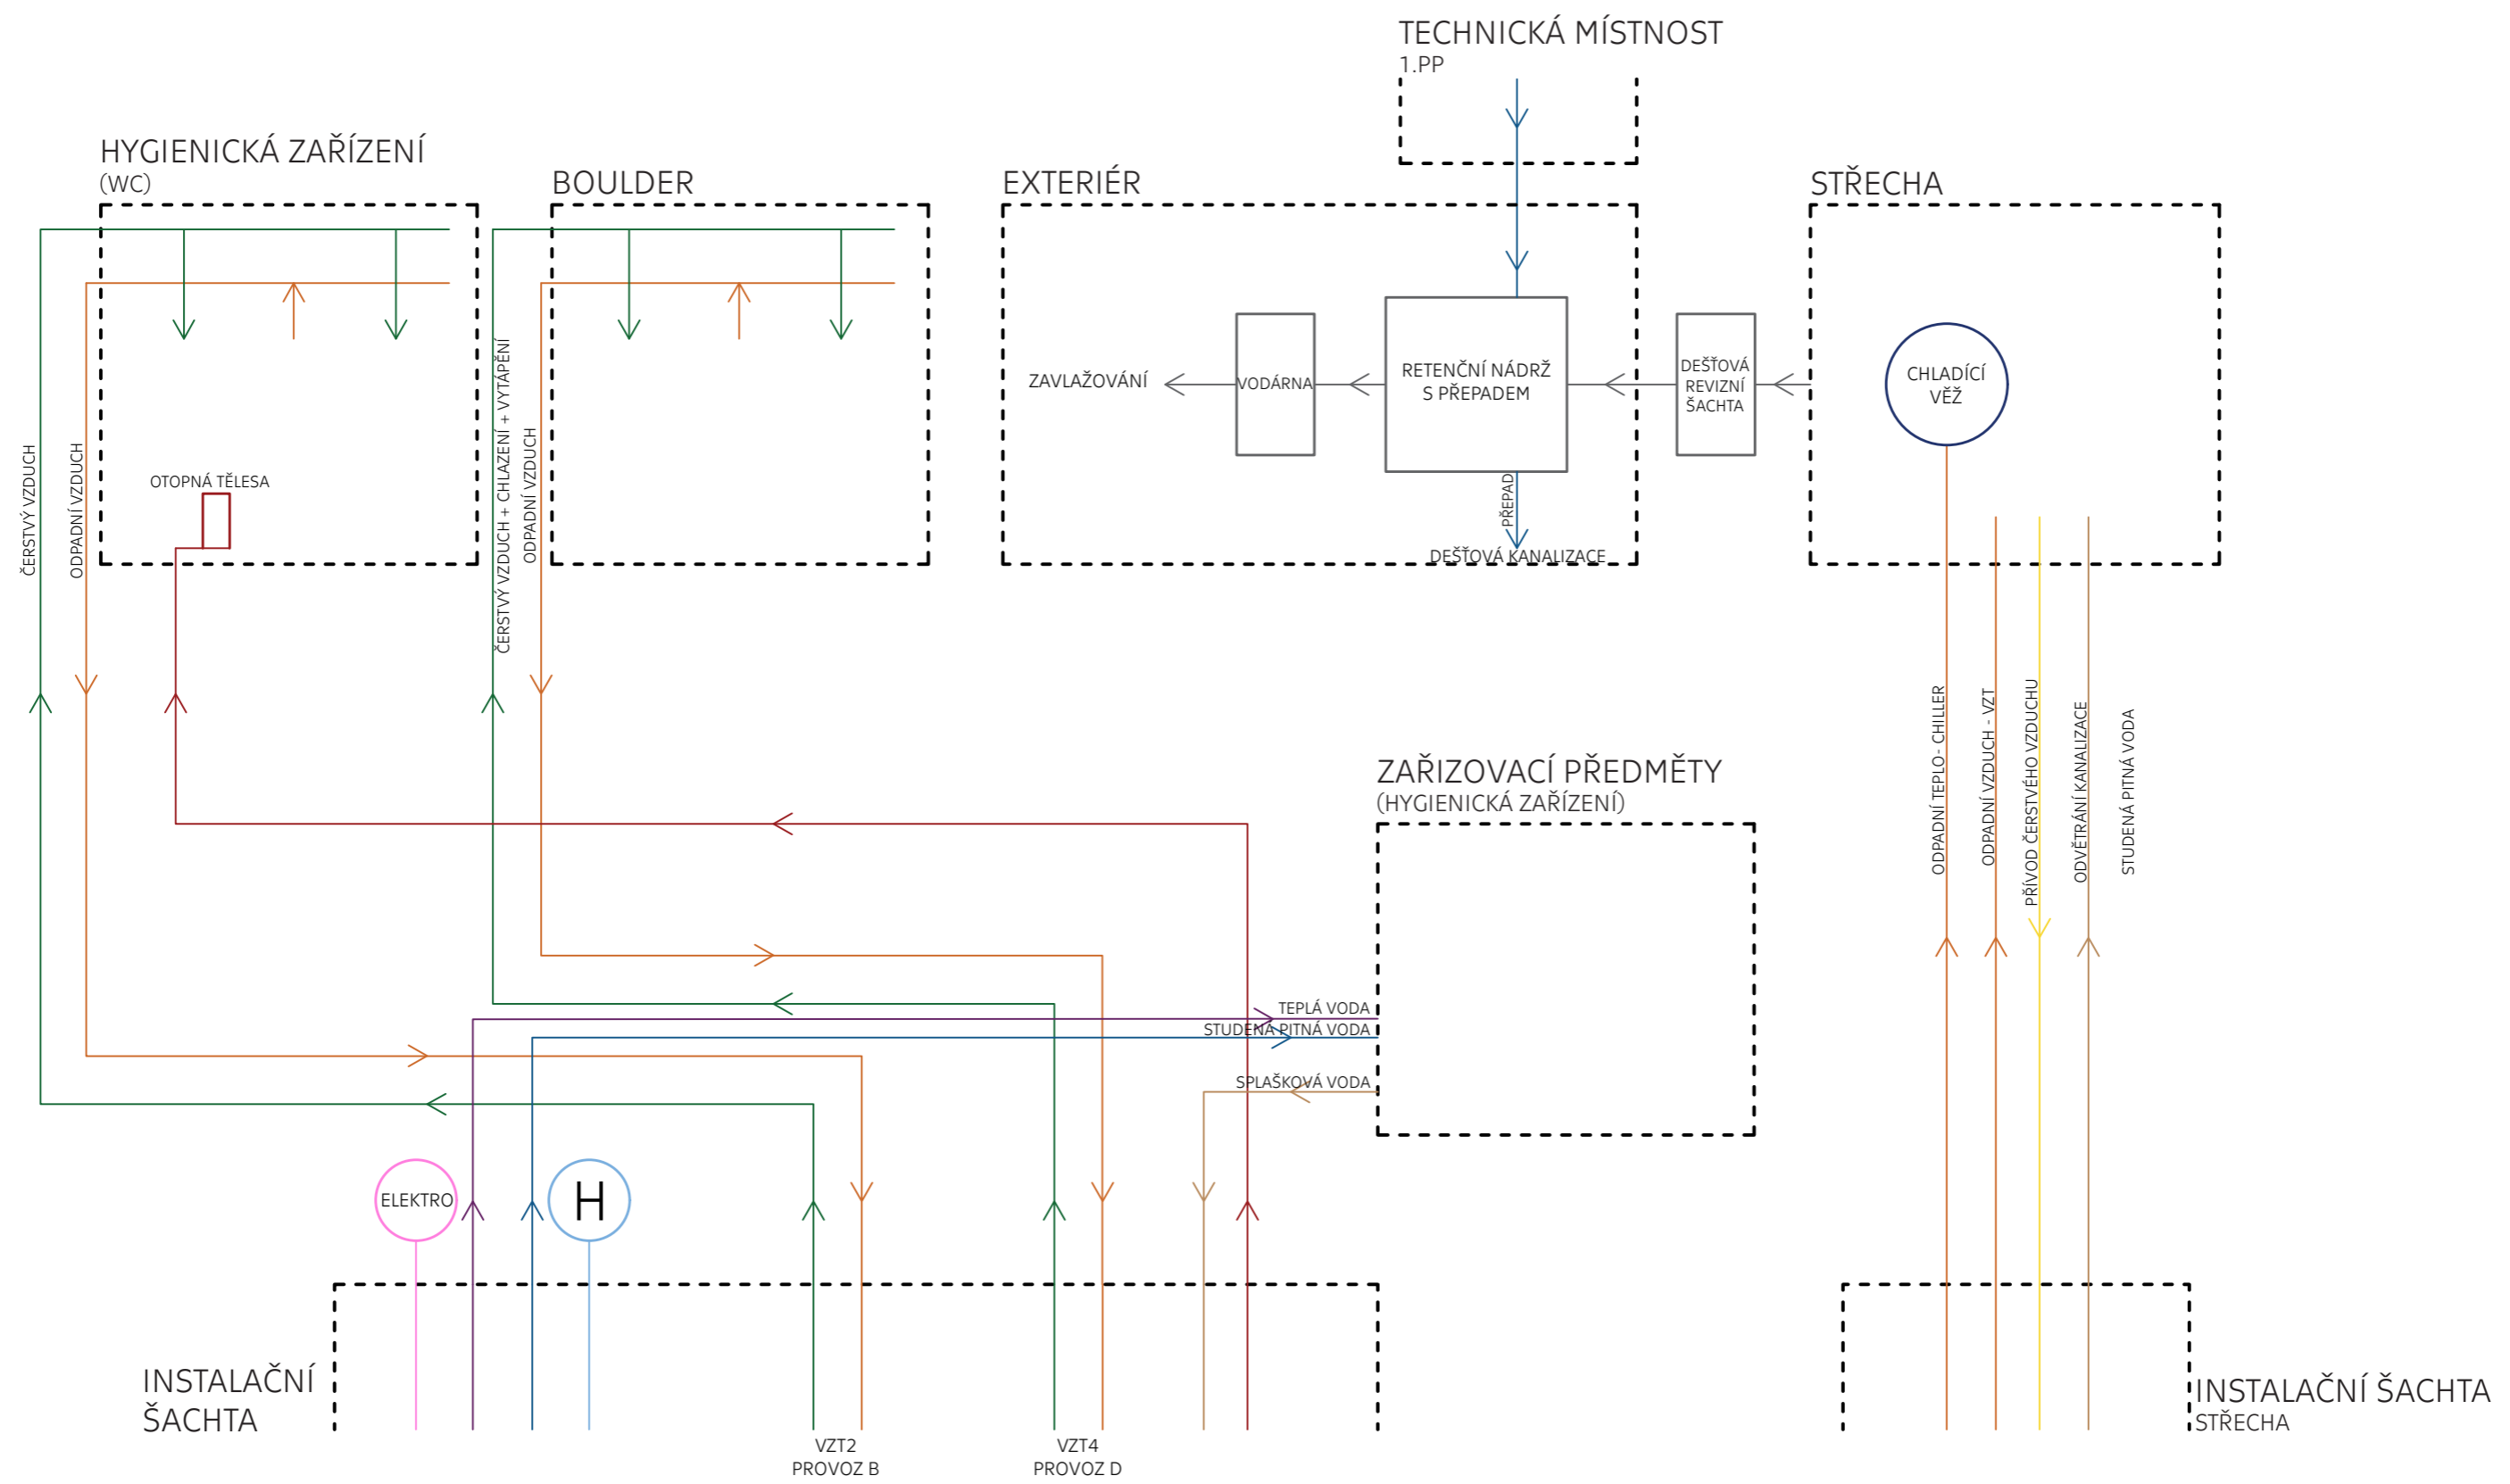 TECHNICKÁ MÍSTNOST
1.PP
HYGIENICKÁ ZAŘÍZENÍ
(WC)
BOULDER
EXTERIÉR
STŘECHA
ČERSTVÝ VZDUCH
ODPADNÍ VZDUCH
OTOPNÁ TĚLESA
ČERSTVÝ VZDUCH + CHLAZENÍ + VYTÁPĚNÍ
ODPADNÍ VZDUCH
ZAVLAŽOVÁNÍ
VODÁRNA
RETENČNÍ NÁDRŽ
S PŘEPADEM
DEŠŤOVÁ
REVIZNÍ
ŠACHTA
CHLADÍCÍ
VĚŽ
PŘEPAD
DEŠŤOVÁ KANALIZACE
ODPADNÍ TEPLO- CHILLER
ODPADNÍ VZDUCH - VZT
PŘÍVOD ČERSTVÉHO VZDUCHU
ODVĚTRÁNÍ KANALIZACE
STUDENÁ PITNÁ VODA
ZAŘIZOVACÍ PŘEDMĚTY
(HYGIENICKÁ ZAŘÍZENÍ)
TEPLÁ VODA
STUDENÁ PITNÁ VODA
SPLAŠKOVÁ VODA
ELEKTRO
H
INSTALAČNÍ
ŠACHTA
VZT2
PROVOZ B
VZT4
PROVOZ D
INSTALAČNÍ ŠACHTA
STŘECHA